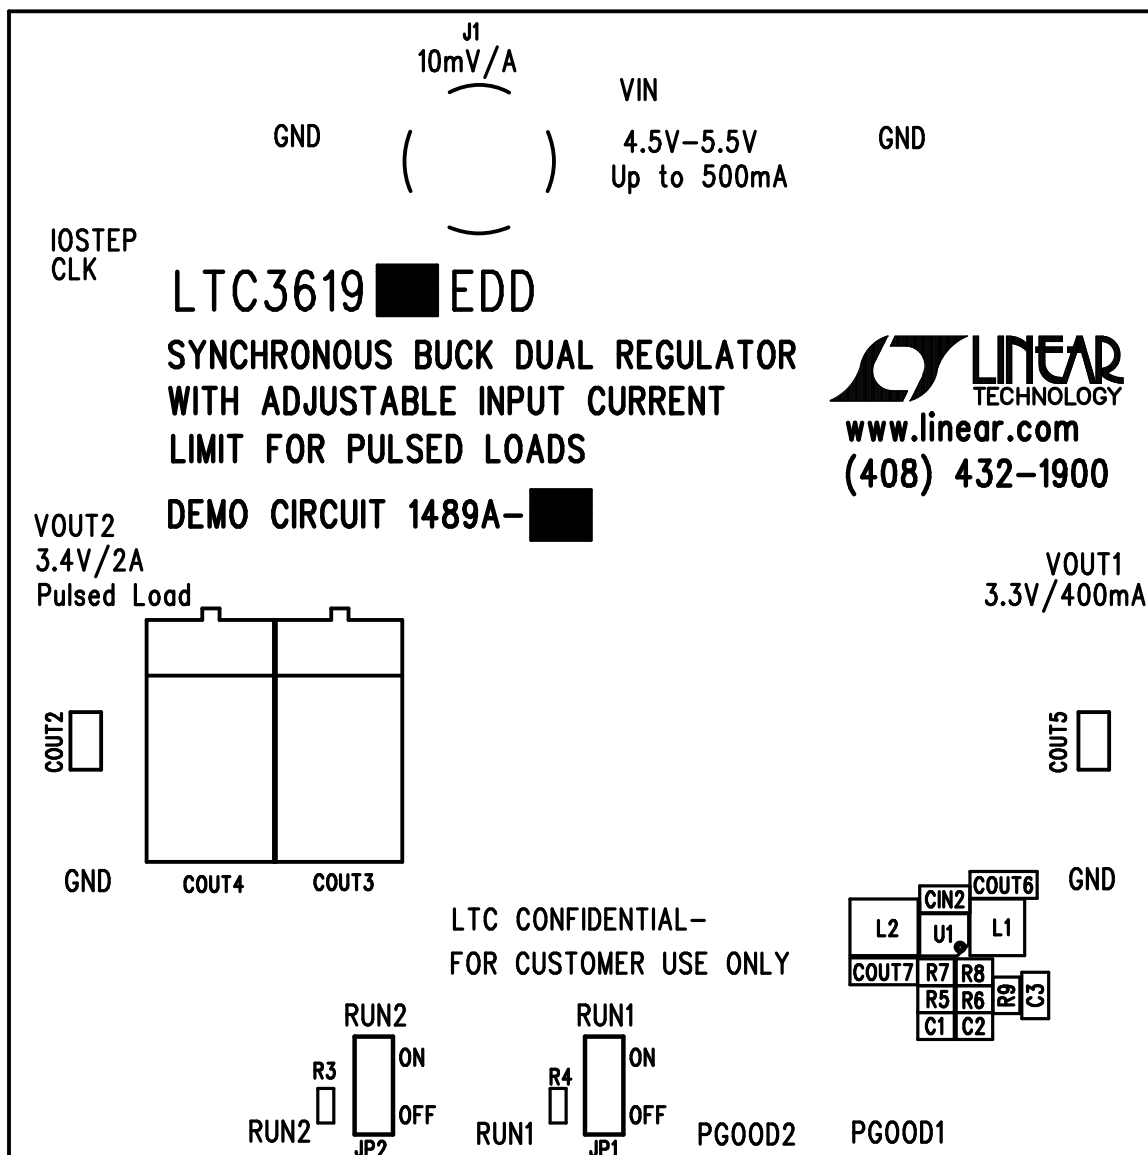 J1
10mV/A
VIN
GND
4.5V-5.5V
GND
Up to 500mA
IOSTEP
CLK
LTC3619 EDD
SYNCHRONOUS BUCK DUAL REGULATOR
WITH ADJUSTABLE INPUT CURRENT
LIMIT FOR PULSED LOADS
LINEAR
TECHNOLOGY
www.linear.com
(408) 432-1900
DEMO CIRCUIT 1489A-
VOUT2
3.4V/2A
Pulsed Load
VOUT1
3.3V/400mA
COUT2
COUT5
GND
COUT4
COUT3
GND
COUT6
CIN2
L2
U1
L1
COUT7
R7
R8
R5
R6
R9
C3
C1
C2
LTC CONFIDENTIAL-
FOR CUSTOMER USE ONLY
RUN2
ON
R3
OFF
RUN2
JP2
RUN1
ON
R4
OFF
RUN1
JP1
PGOOD2
PGOOD1